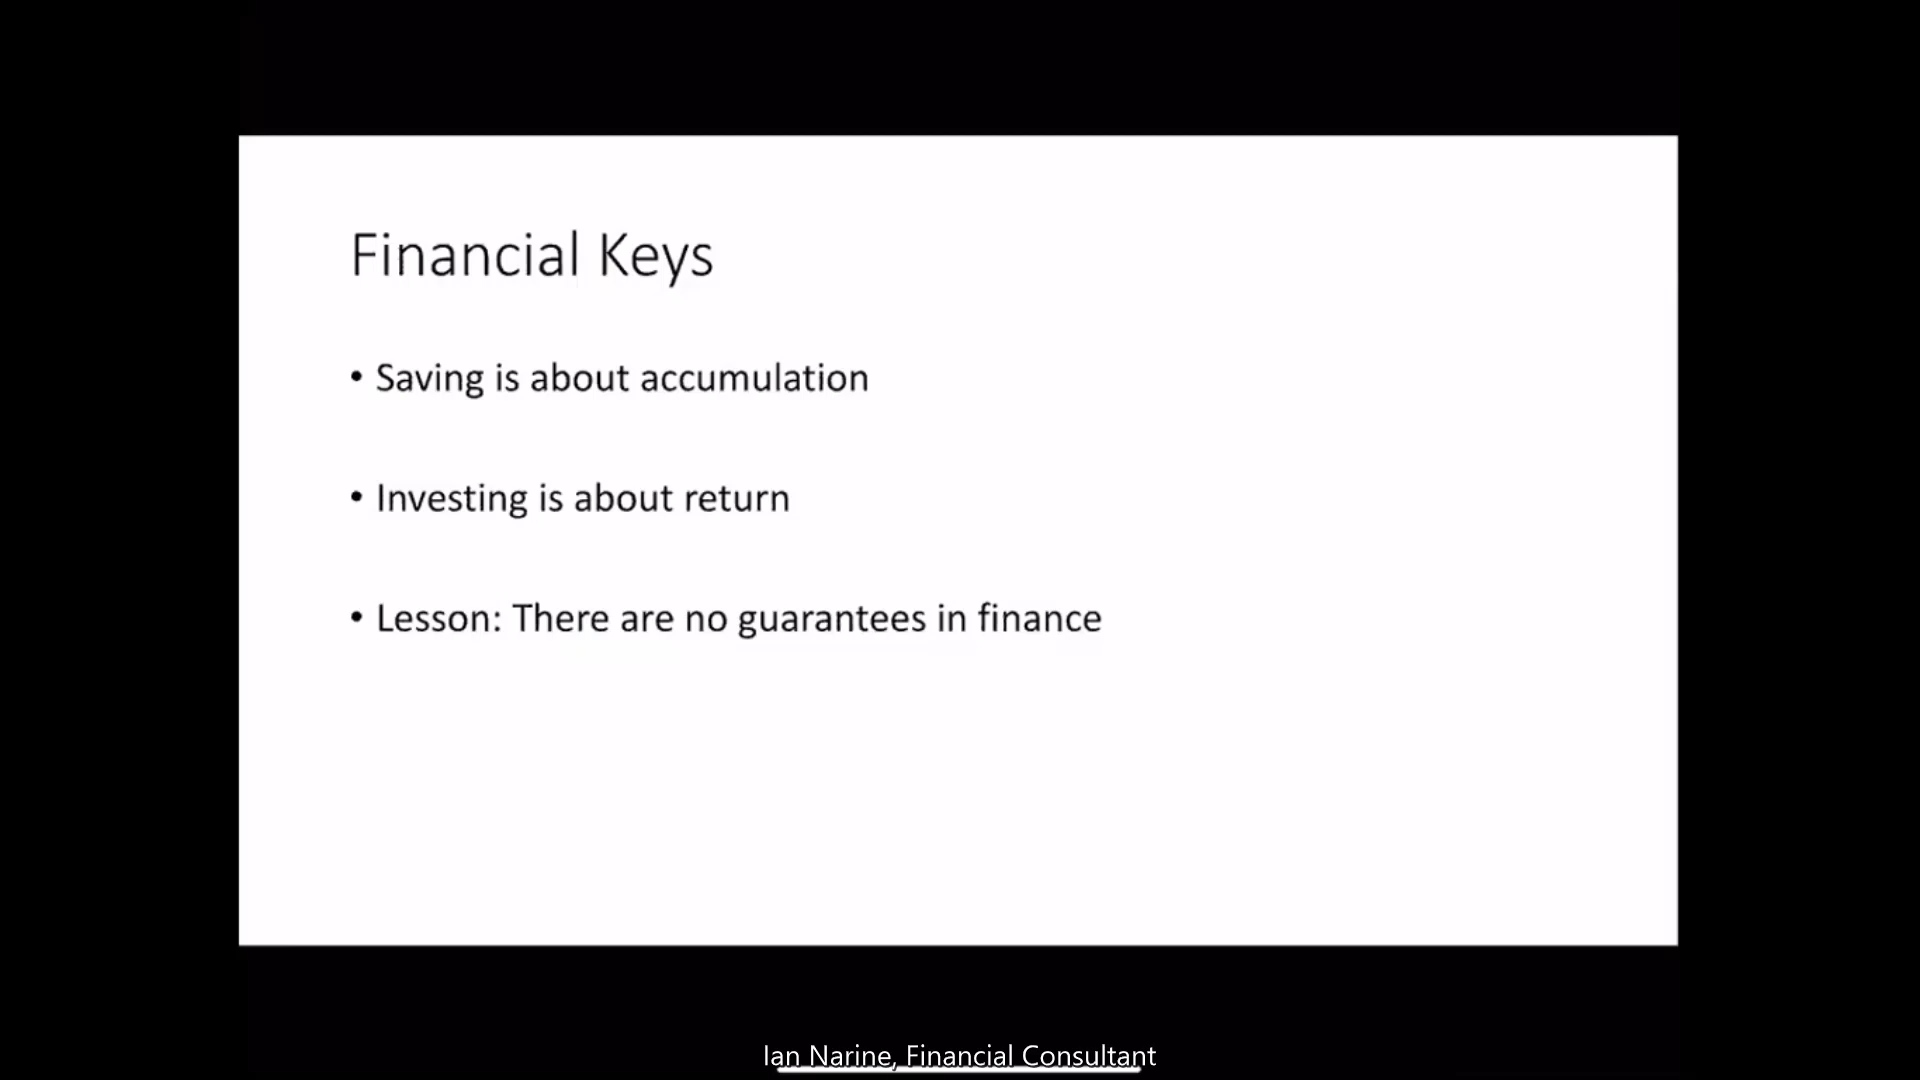 Financial Keys
• Saving is about accumulation
• Investing is about return
• Lesson: There are no guarantees in finance
Ian Narine, Financial Consultant